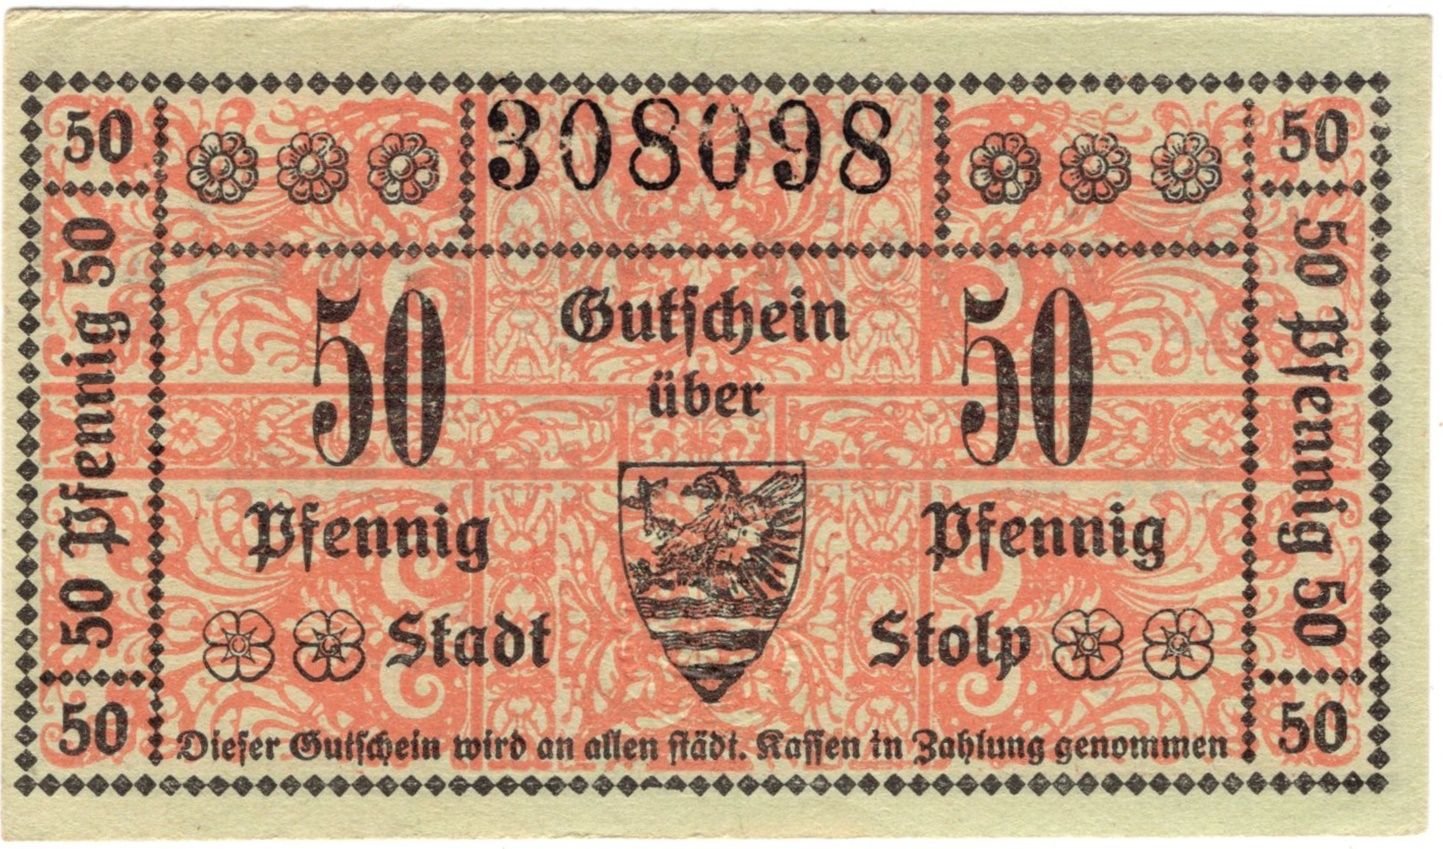 50
308098
50
50 Pfennig 50
50 Pfennig 50
50
Gutschein
50
über
Pfennig
Pfennig
Stadt
Stolp
50
50
Dieser Gutschein wird an allen städt. Kassen in Zahlung genommen